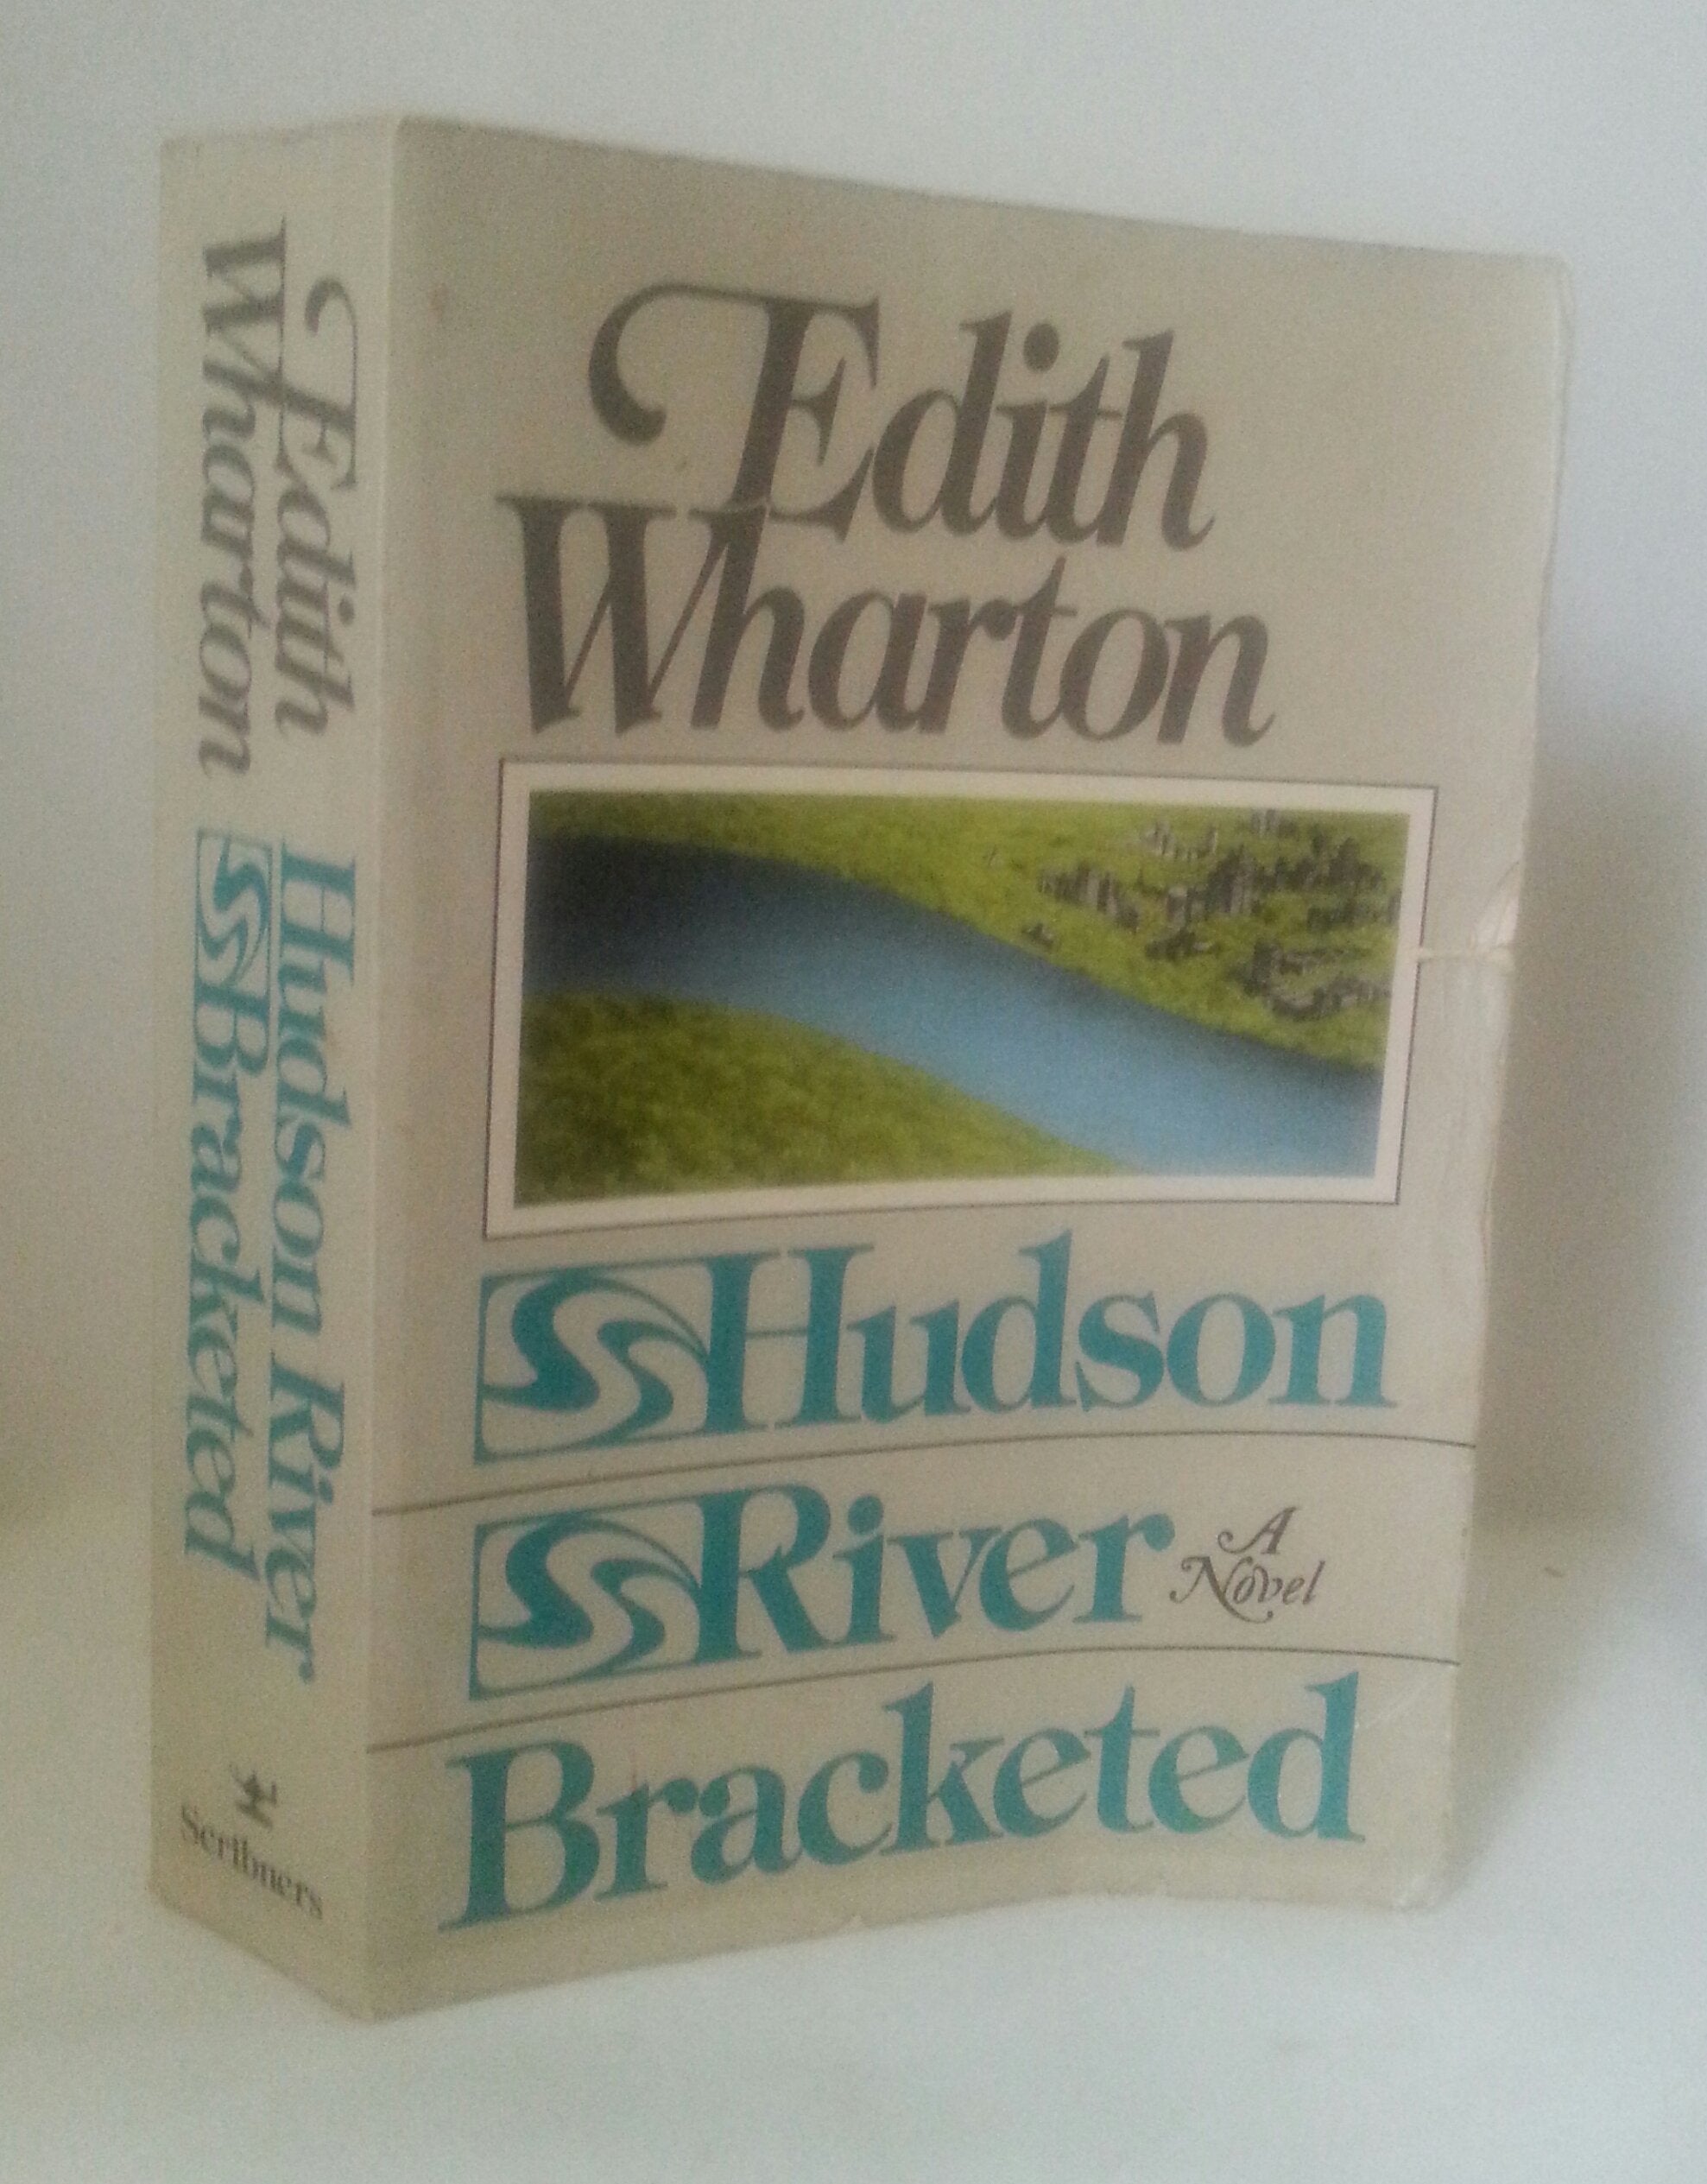 Edith
Wharton
Hudson River
Bracketed
Scribners
Edith
Wharton
Hudson
River
A
Novel
Bracketed